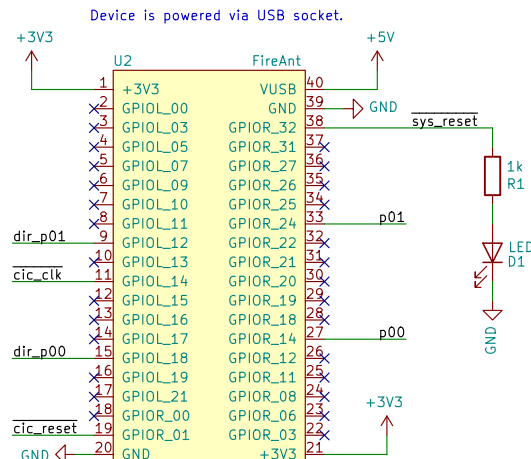 Device is powered via USB socket.
+3V3 +5V
U2 FireAnt
1 +3V3 VUSB 40
2 GPIOL_00 GND 39 GND
3 GPIOL_03 GPIOR_32 38 sys_reset
4 GPIOL_05 GPIOR_31 37
5 GPIOL_07 GPIOR_27 36 1k
6 GPIOL_09 GPIOR_26 35 R1
7 GPIOL_10 GPIOR_25 34
8 GPIOL_11 GPIOR_24 33 p01
dir_p01 9 GPIOL_12 GPIOR_22 32 LED
10 GPIOL_13 GPIOR_21 31 D1
cic_clk 11 GPIOL_14 GPIOR_20 30
12 GPIOL_15 GPIOR_19 29
13 GPIOL_16 GPIOR_18 28
14 GPIOL_17 GPIOR_14 27 p00 GND
dir_p00 15 GPIOL_18 GPIOR_12 26
16 GPIOL_19 GPIOR_11 25
17 GPIOL_21 GPIOR_08 24
18 GPIOR_00 GPIOR_06 23 +3V3
cic_reset 19 GPIOR_01 GPIOR_03 22
GND 20 GND +3V3 21